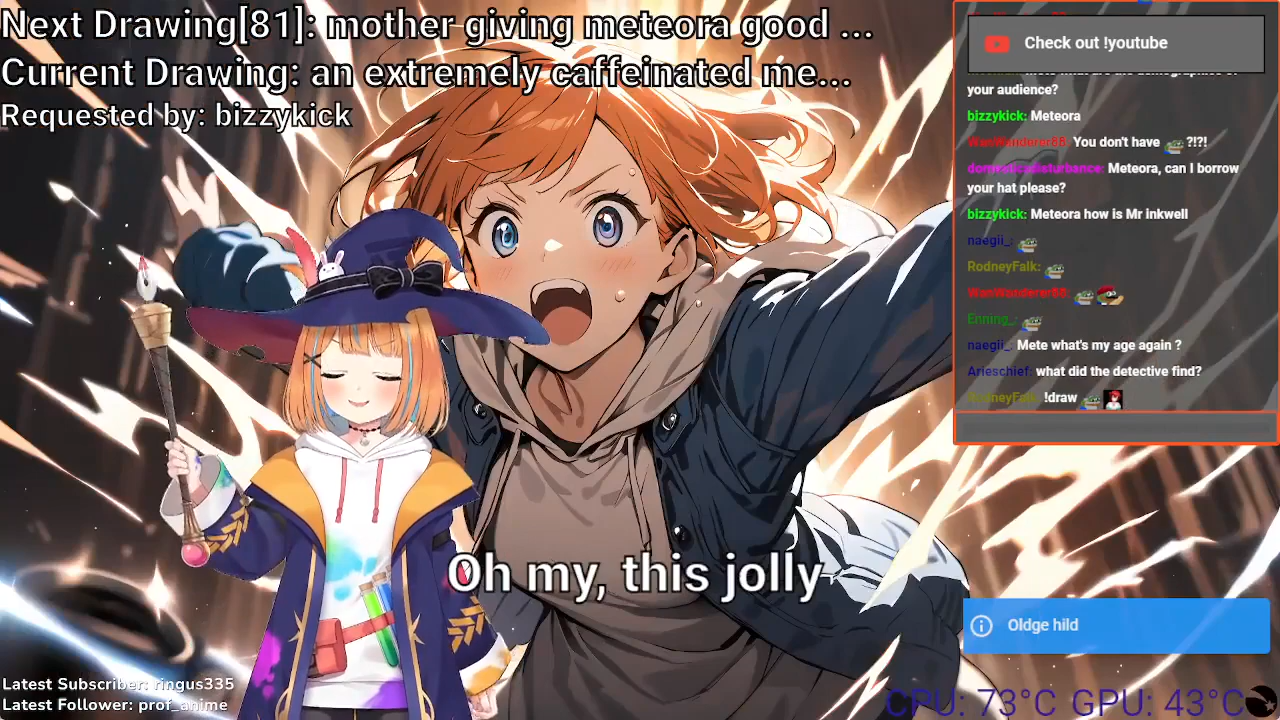 Next Drawing[81]: mother giving meteora good ...
Current Drawing: an extremely caffeinated me...
Requested by: bizzykick
Check out !youtube
your audience?
bizzykick: Meteora
WanWanderer88: You don't have ?!?!
domesticdisturbance: Meteora, can I borrow
your hat please?
bizzykick: Meteora how is Mr inkwell
naegii_:
RodneyFalk:
WanWanderer88:
Enning_:
naegii_: Mete what's my age again ?
Arieschief: what did the detective find?
RodneyFalk: !draw
Oh my, this jolly
Oldge hild
Latest Subscriber: ringus335
Latest Follower: prof_anime
CPU: 73°C GPU: 43°C